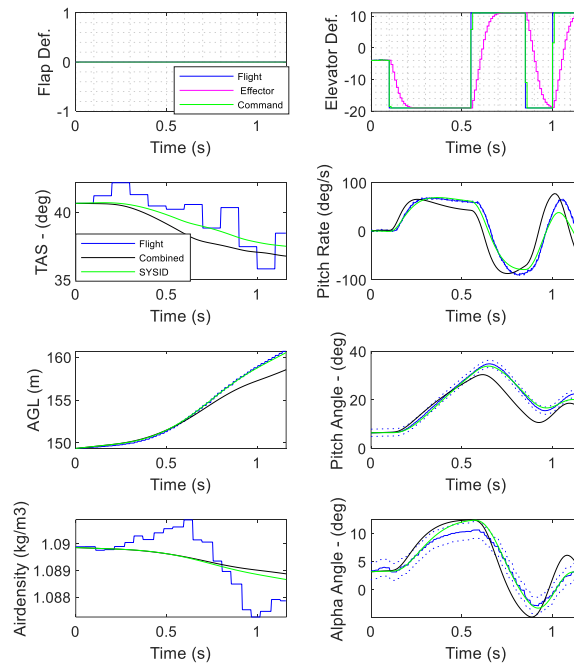 Flap Def.
1
0
-1
0
0.5
1
Time (s)
Flight
Effector
Command
Elevator Def.
10
0
-10
-20
0
0.5
1
Time (s)
TAS - (deg)
40
35
0
0.5
1
Time (s)
Flight
Combined
SYSID
Pitch Rate (deg/s)
100
0
-100
0
0.5
1
Time (s)
AGL (m)
160
155
150
0
0.5
1
Time (s)
Pitch Angle - (deg)
40
20
0
0
0.5
1
Time (s)
Airdensity (kg/m3)
1.09
1.089
1.088
0
0.5
1
Time (s)
Alpha Angle - (deg)
10
5
0
0
0.5
1
Time (s)